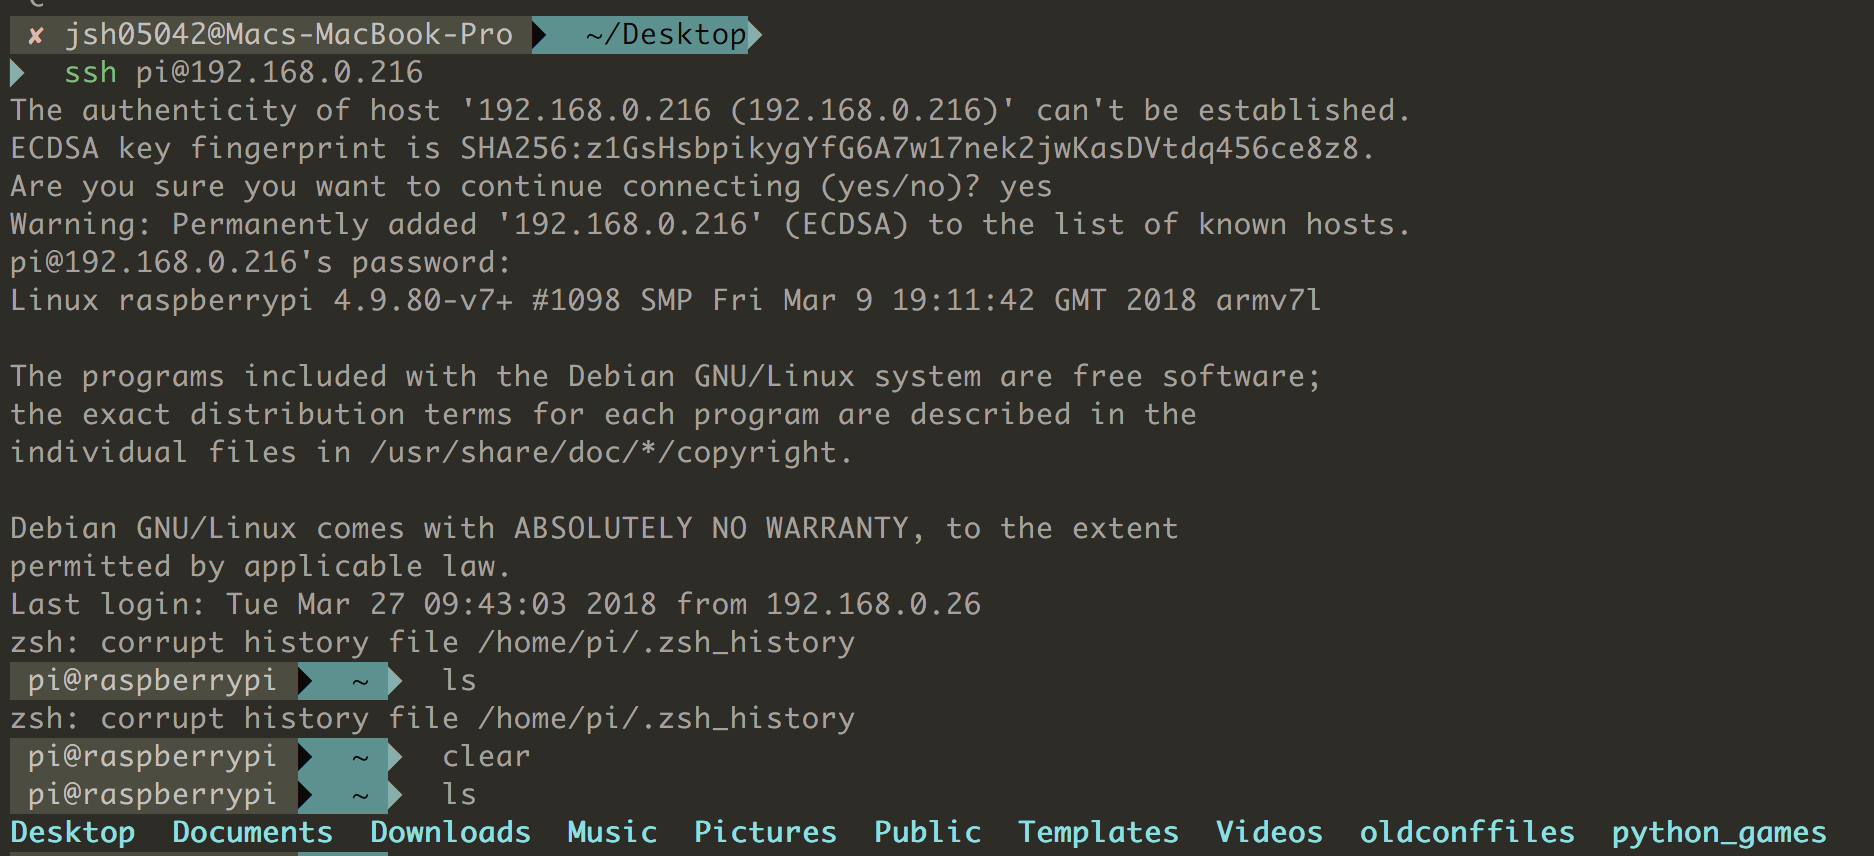 ✘ jsh05042@Macs-MacBook-Pro ~/Desktop
ssh pi@192.168.0.216
The authenticity of host '192.168.0.216 (192.168.0.216)' can't be established.
ECDSA key fingerprint is SHA256:z1GsHsbpikygYfG6A7w17nek2jwKasDVtdq456ce8z8.
Are you sure you want to continue connecting (yes/no)? yes
Warning: Permanently added '192.168.0.216' (ECDSA) to the list of known hosts.
pi@192.168.0.216's password:
Linux raspberrypi 4.9.80-v7+ #1098 SMP Fri Mar 9 19:11:42 GMT 2018 armv7l
The programs included with the Debian GNU/Linux system are free software;
the exact distribution terms for each program are described in the
individual files in /usr/share/doc/*/copyright.
Debian GNU/Linux comes with ABSOLUTELY NO WARRANTY, to the extent
permitted by applicable law.
Last login: Tue Mar 27 09:43:03 2018 from 192.168.0.26
zsh: corrupt history file /home/pi/.zsh_history
pi@raspberrypi ~ ls
zsh: corrupt history file /home/pi/.zsh_history
pi@raspberrypi ~ clear
pi@raspberrypi ~ ls
Desktop Documents Downloads Music Pictures Public Templates Videos oldconffiles python_games